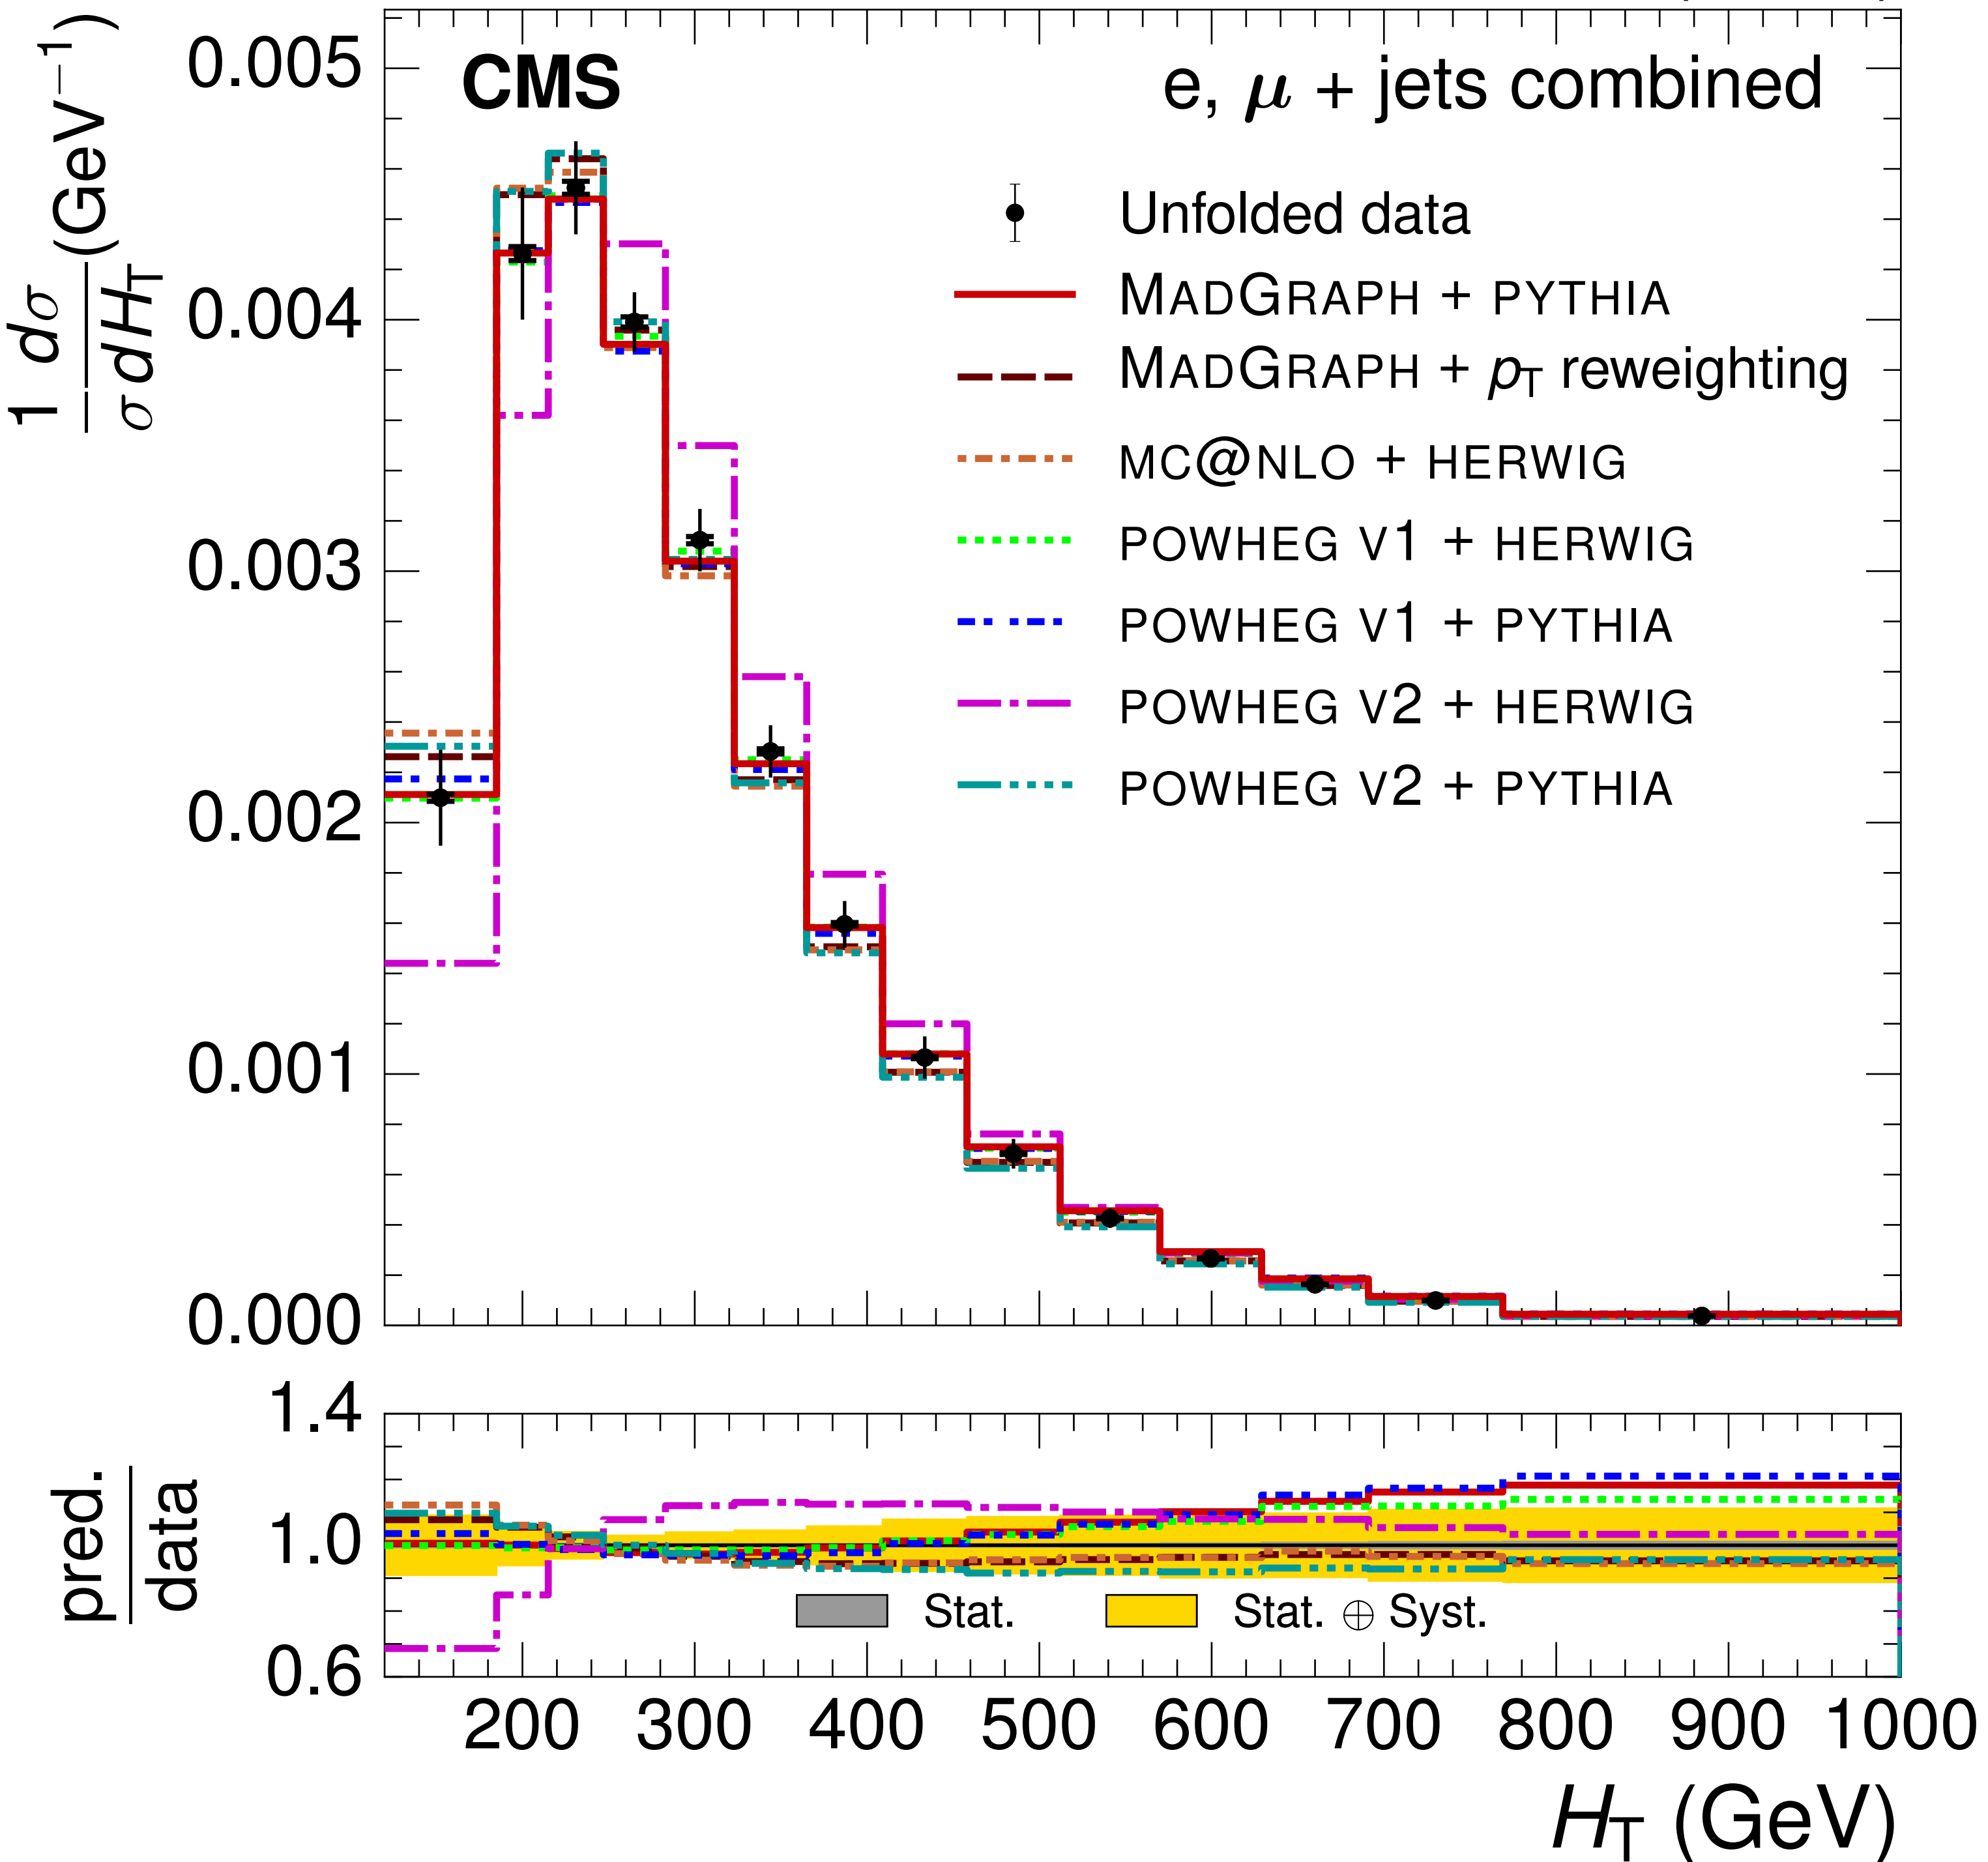 CMS
e, μ + jets combined
1 dσ
σ dH_T (GeV⁻¹)
0.005
0.004
0.003
0.002
0.001
0.000
Unfolded data
MADGRAPH + PYTHIA
MADGRAPH + p_T reweighting
MC@NLO + HERWIG
POWHEG V1 + HERWIG
POWHEG V1 + PYTHIA
POWHEG V2 + HERWIG
POWHEG V2 + PYTHIA
pred.
data
1.4
1.0
0.6
Stat. Stat. ⊕ Syst.
200 300 400 500 600 700 800 900 1000
H_T (GeV)